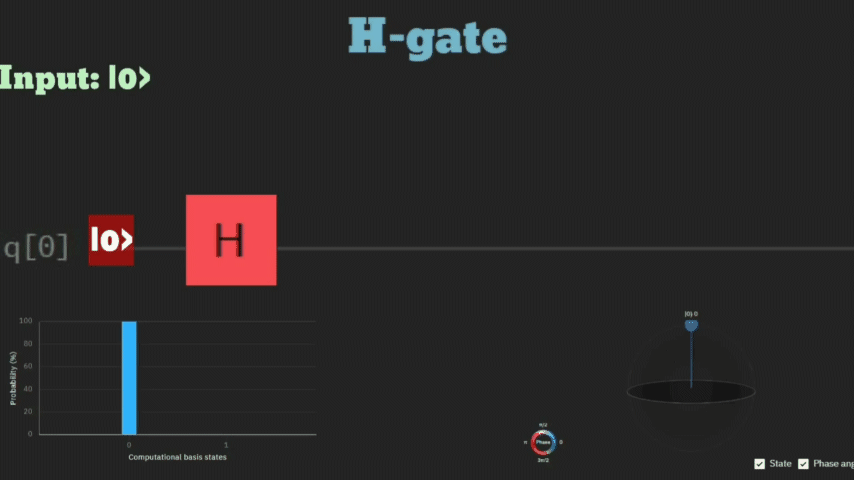 H-gate
Input: |0>
q[0] |0> H
100
80
60
40
20
0
Probability (%)
0 1
Computational basis states
π/2
π Phase 0
3π/2
|0⟩ 0
State Phase ang